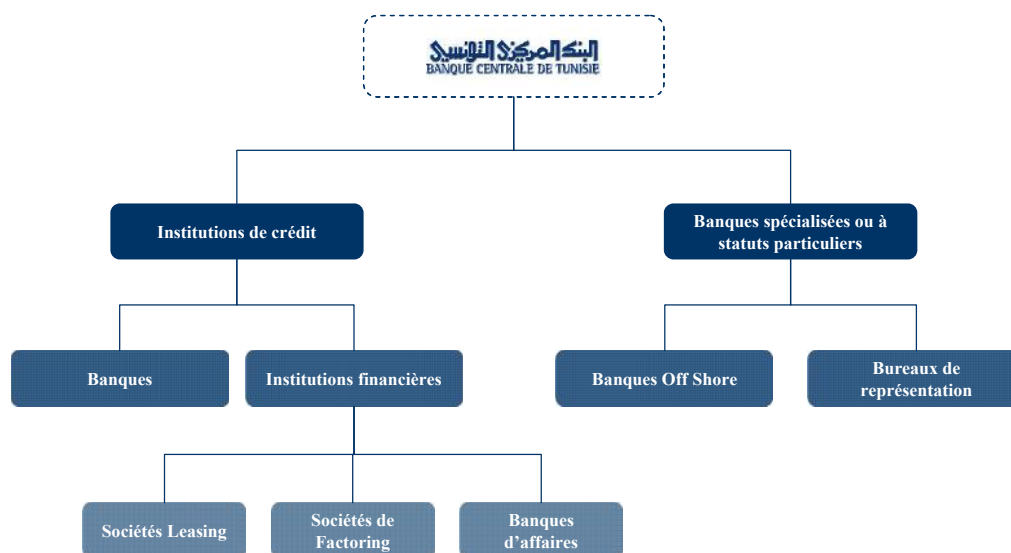 البنك المركزي التونسي
BANQUE CENTRALE DE TUNISIE
Institutions de crédit
Banques spécialisées ou à
statuts particuliers
Banques
Institutions financières
Banques Off Shore
Bureaux de
représentation
Sociétés Leasing
Sociétés de
Factoring
Banques
d’affaires